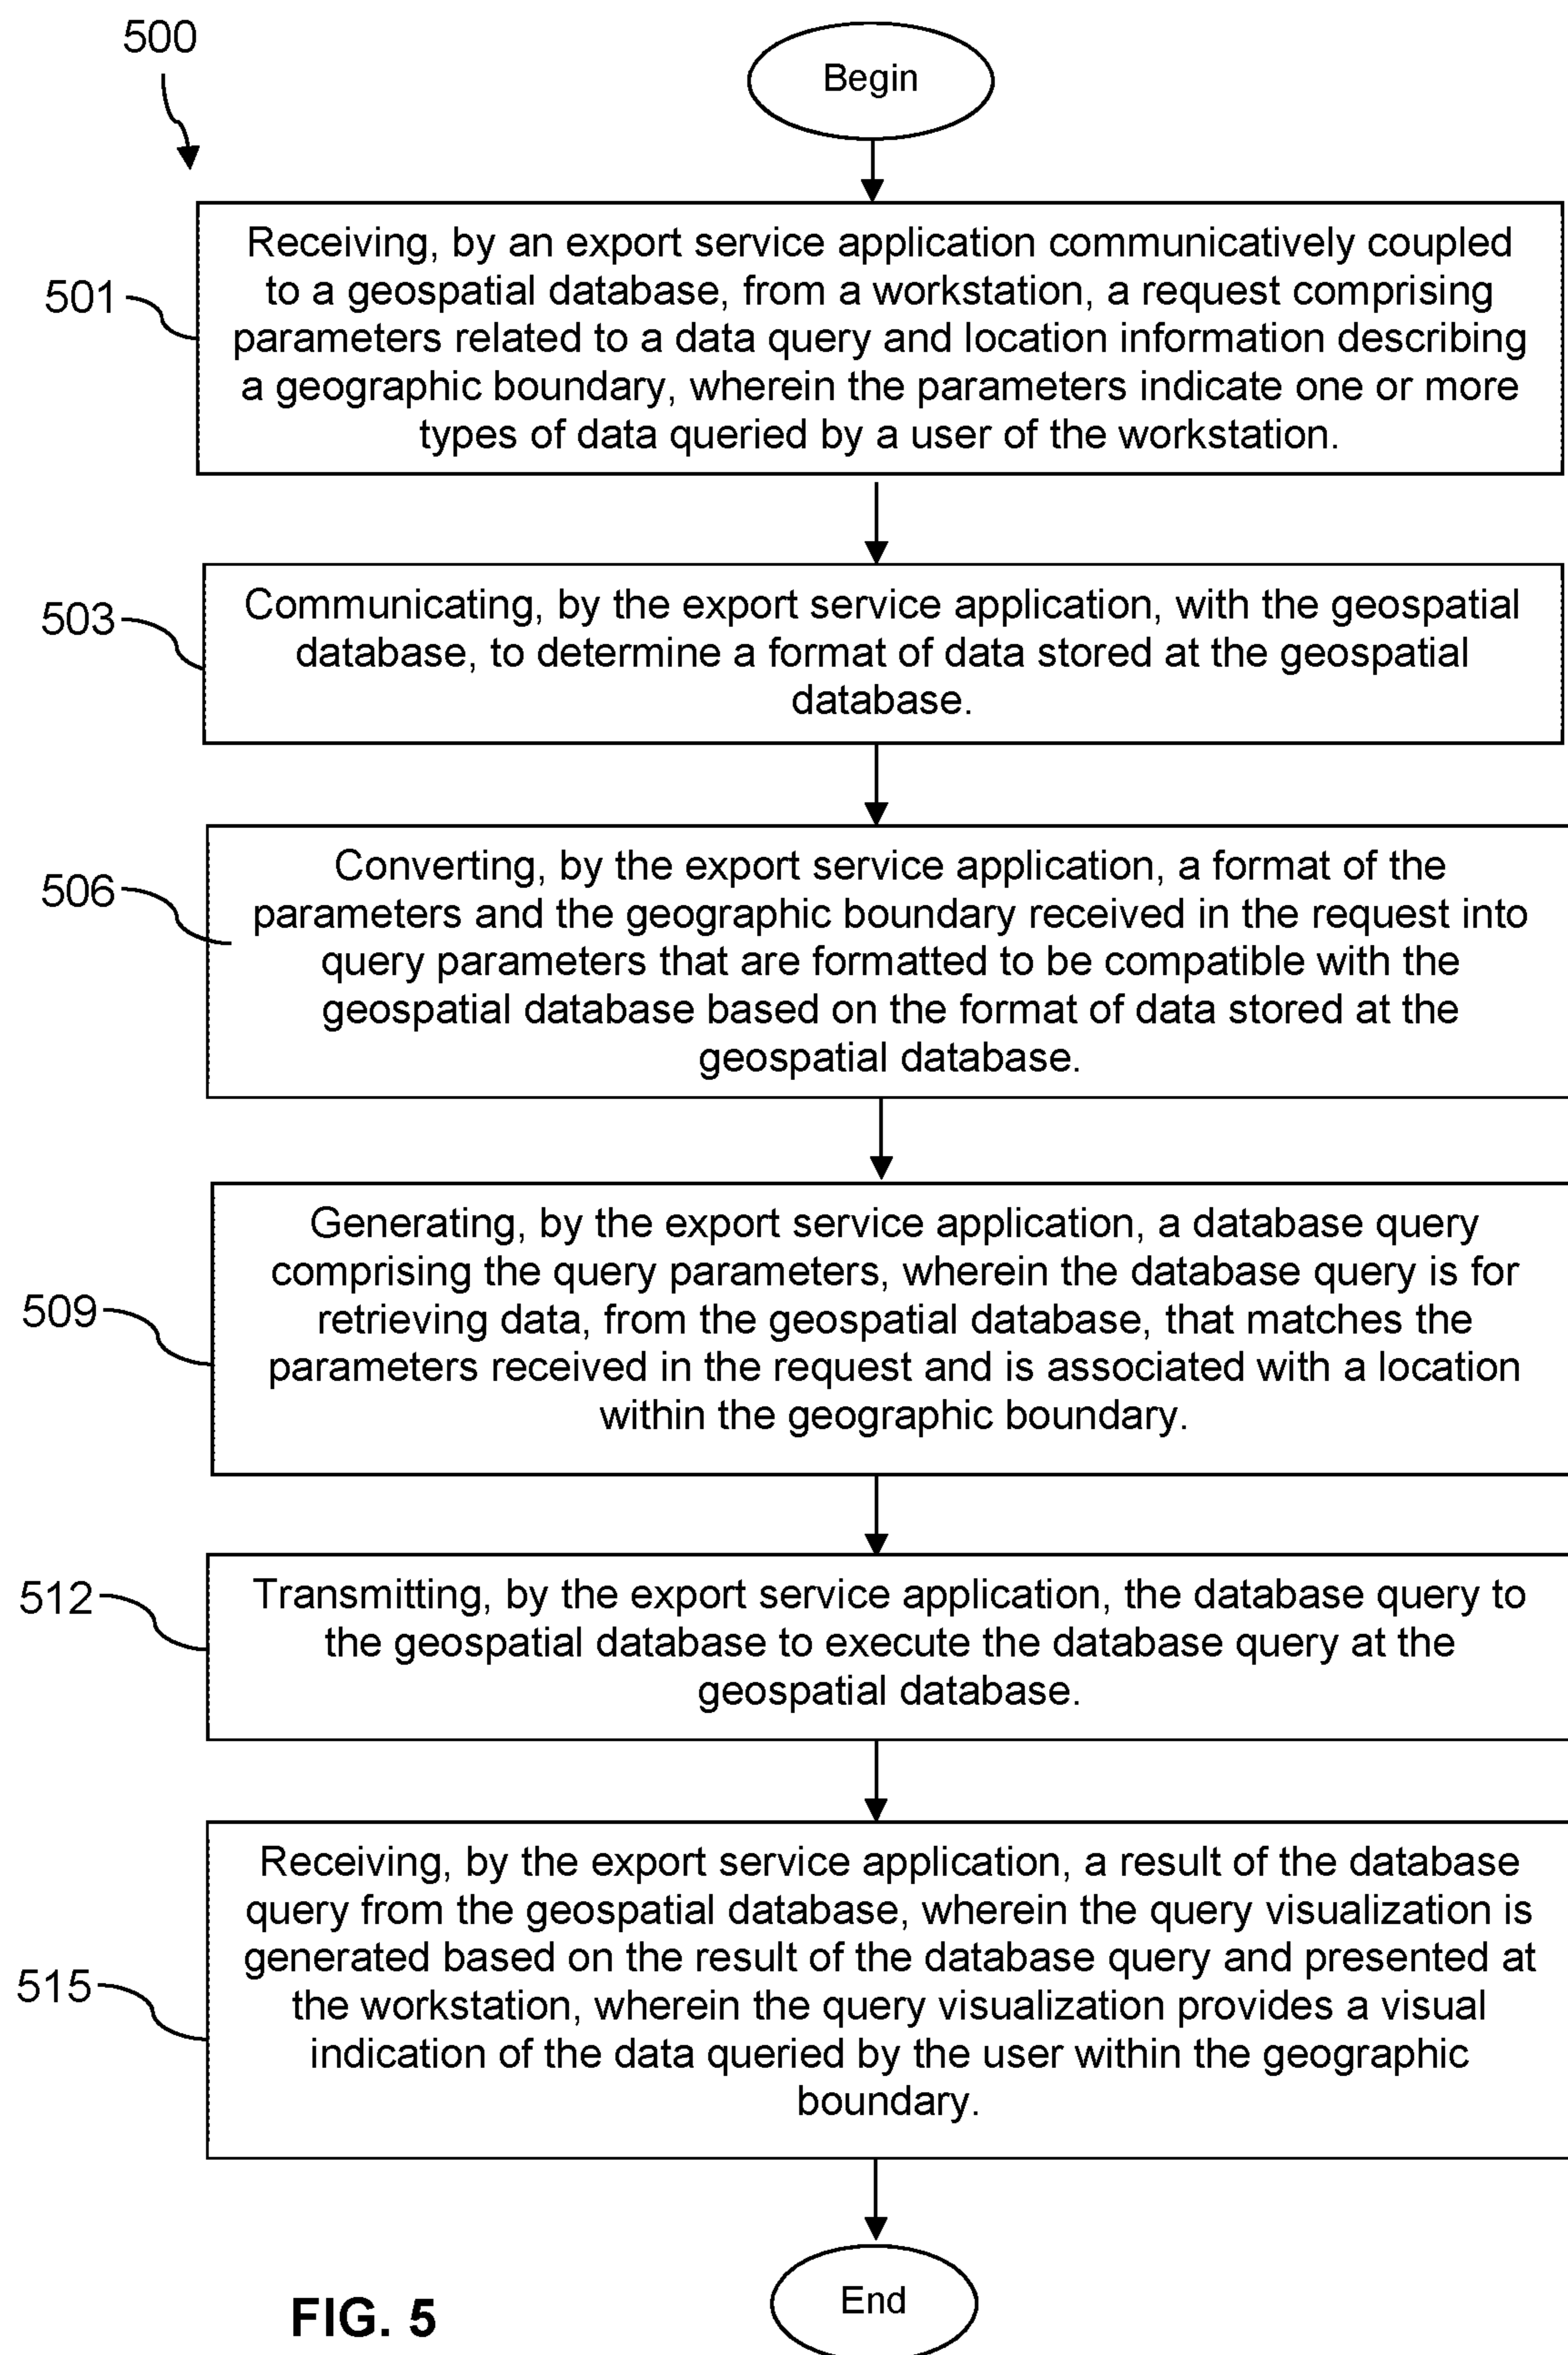 500
Begin
501
Receiving, by an export service application communicatively coupled
to a geospatial database, from a workstation, a request comprising
parameters related to a data query and location information describing
a geographic boundary, wherein the parameters indicate one or more
types of data queried by a user of the workstation.
503
Communicating, by the export service application, with the geospatial
database, to determine a format of data stored at the geospatial
database.
506
Converting, by the export service application, a format of the
parameters and the geographic boundary received in the request into
query parameters that are formatted to be compatible with the
geospatial database based on the format of data stored at the
geospatial database.
509
Generating, by the export service application, a database query
comprising the query parameters, wherein the database query is for
retrieving data, from the geospatial database, that matches the
parameters received in the request and is associated with a location
within the geographic boundary.
512
Transmitting, by the export service application, the database query to
the geospatial database to execute the database query at the
geospatial database.
515
Receiving, by the export service application, a result of the database
query from the geospatial database, wherein the query visualization is
generated based on the result of the database query and presented at
the workstation, wherein the query visualization provides a visual
indication of the data queried by the user within the geographic
boundary.
End
FIG. 5